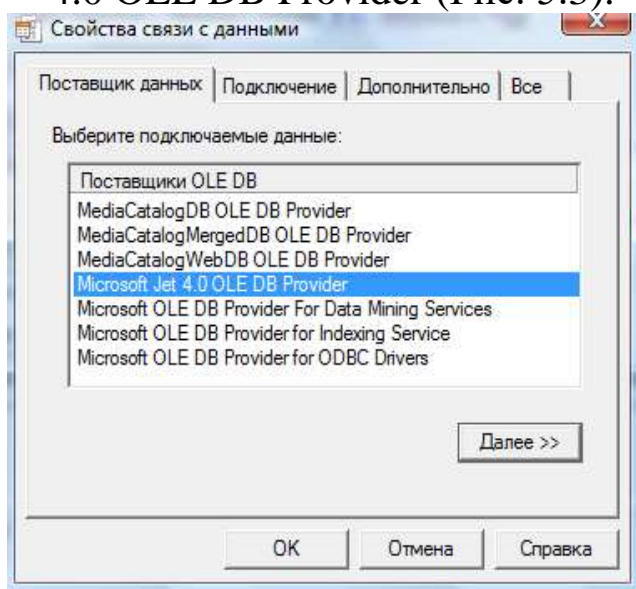 4.0 OLE DB Provider (Рис. 5.3).
Свойства связи с данными
Поставщик данных Подключение Дополнительно Все
Выберите подключаемые данные:
Поставщики OLE DB
MediaCatalogDB OLE DB Provider
MediaCatalogMergedDB OLE DB Provider
MediaCatalogWebDB OLE DB Provider
Microsoft Jet 4.0 OLE DB Provider
Microsoft OLE DB Provider For Data Mining Services
Microsoft OLE DB Provider for Indexing Service
Microsoft OLE DB Provider for ODBC Drivers
Далее >>
OK Отмена Справка